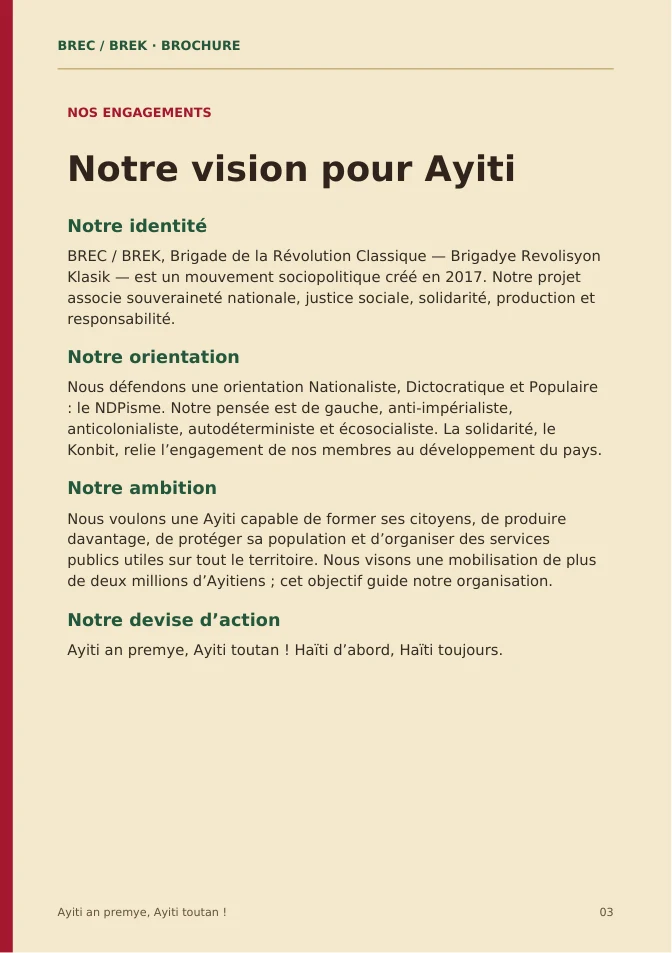 BREC / BREK · BROCHURE
NOS ENGAGEMENTS
Notre vision pour Ayiti
Notre identité
BREC / BREK, Brigade de la Révolution Classique — Brigadye Revolisyon
Klasik — est un mouvement sociopolitique créé en 2017. Notre projet
associe souveraineté nationale, justice sociale, solidarité, production et
responsabilité.
Notre orientation
Nous défendons une orientation Nationaliste, Dictocratique et Populaire
: le NDPisme. Notre pensée est de gauche, anti-impérialiste,
anticolonialiste, autodéterministe et écosocialiste. La solidarité, le
Konbit, relie l’engagement de nos membres au développement du pays.
Notre ambition
Nous voulons une Ayiti capable de former ses citoyens, de produire
davantage, de protéger sa population et d’organiser des services
publics utiles sur tout le territoire. Nous visons une mobilisation de plus
de deux millions d’Ayitiens ; cet objectif guide notre organisation.
Notre devise d’action
Ayiti an premye, Ayiti toutan ! Haïti d’abord, Haïti toujours.
Ayiti an premye, Ayiti toutan !
03